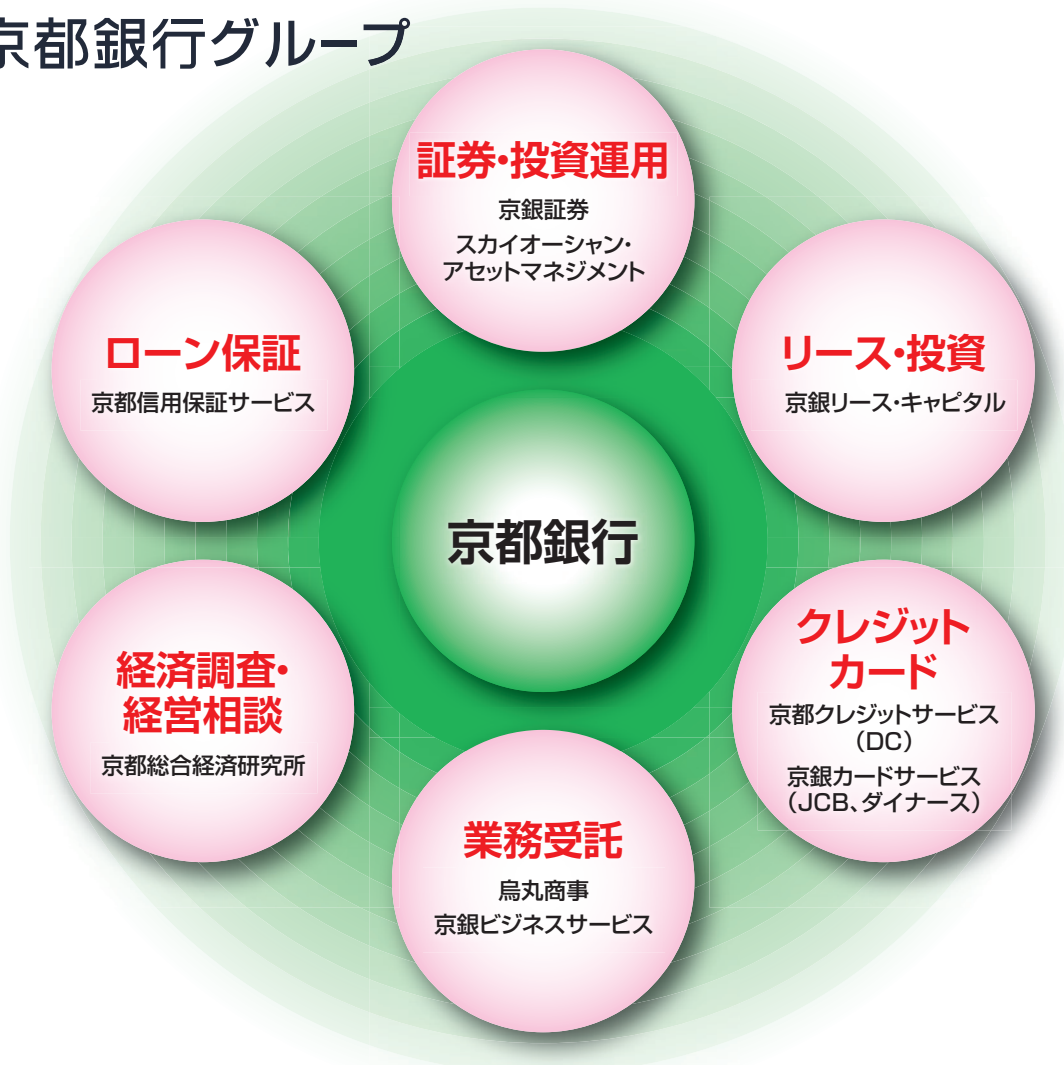 京都銀行グループ
証券・投資運用
京銀証券
スカイオーシャン・
アセットマネジメント
ローン保証
京都信用保証サービス
リース・投資
京銀リース・キャピタル
京都銀行
経済調査・
経営相談
京都総合経済研究所
クレジット
カード
京都クレジットサービス
（DC）
京銀カードサービス
（JCB、ダイナース）
業務受託
烏丸商事
京銀ビジネスサービス